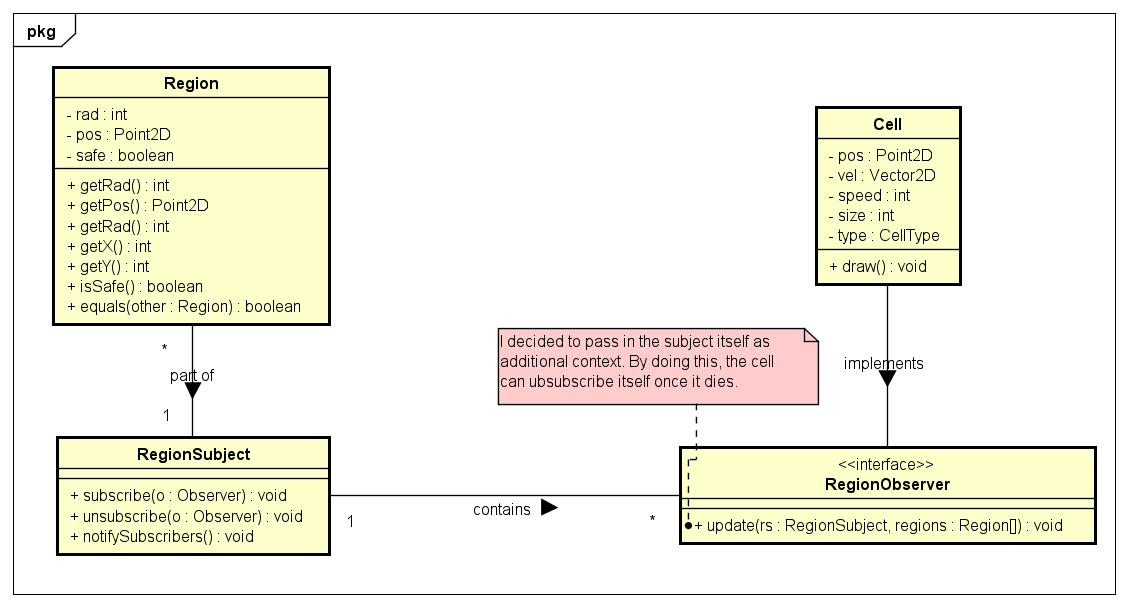 pkg
Region
- rad : int
- pos : Point2D
- safe : boolean
+ getRad() : int
+ getPos() : Point2D
+ getRad() : int
+ getX() : int
+ getY() : int
+ isSafe() : boolean
+ equals(other : Region) : boolean
Cell
- pos : Point2D
- vel : Vector2D
- speed : int
- size : int
- type : CellType
+ draw() : void
*
part of
1
I decided to pass in the subject itself as
additional context. By doing this, the cell
can ubsubscribe itself once it dies.
implements
RegionSubject
+ subscribe(o : Observer) : void
+ unsubscribe(o : Observer) : void
+ notifySubscribers() : void
1
contains
*
<<interface>>
RegionObserver
+ update(rs : RegionSubject, regions : Region[]) : void